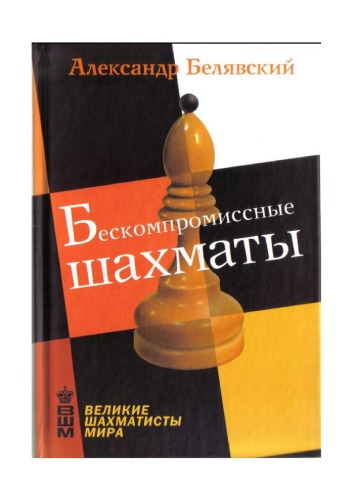 Александр Белявский
Бескомпромиссные
шахматы
ВШМ
ВЕЛИКИЕ
ШАХМАТИСТЫ
МИРА